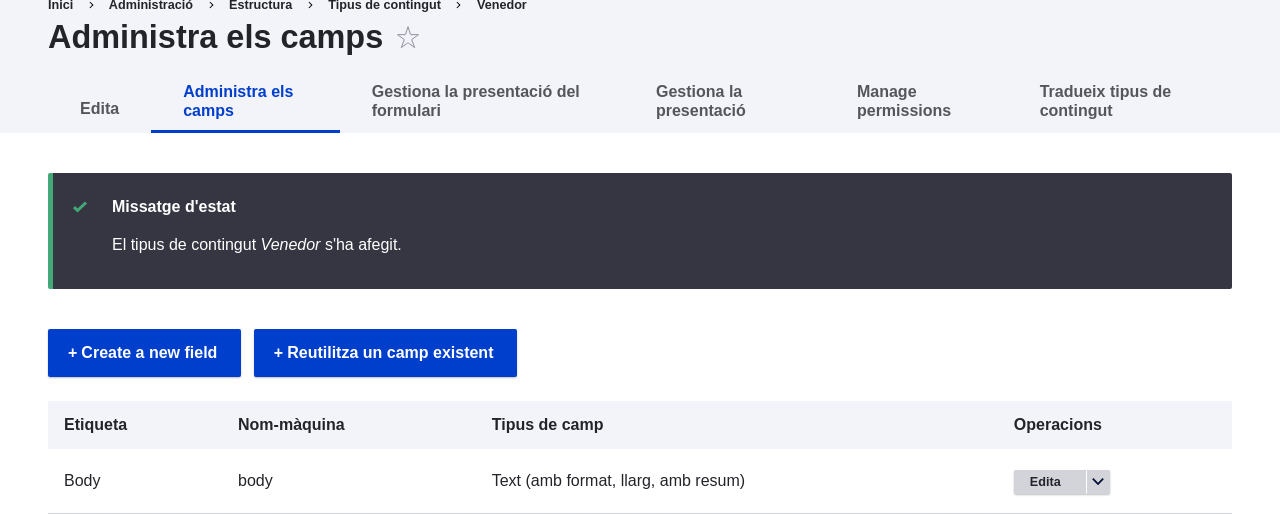 Inici > Administració > Estructura > Tipus de contingut > Venedor
Administra els camps
Edita
Administra els
camps
Gestiona la presentació del
formulari
Gestiona la
presentació
Manage
permissions
Tradueix tipus de
contingut
Missatge d'estat
El tipus de contingut Venedor s'ha afegit.
+ Create a new field
+ Reutilitza un camp existent
Etiqueta Nom-màquina Tipus de camp Operacions
Body body Text (amb format, llarg, amb resum) Edita